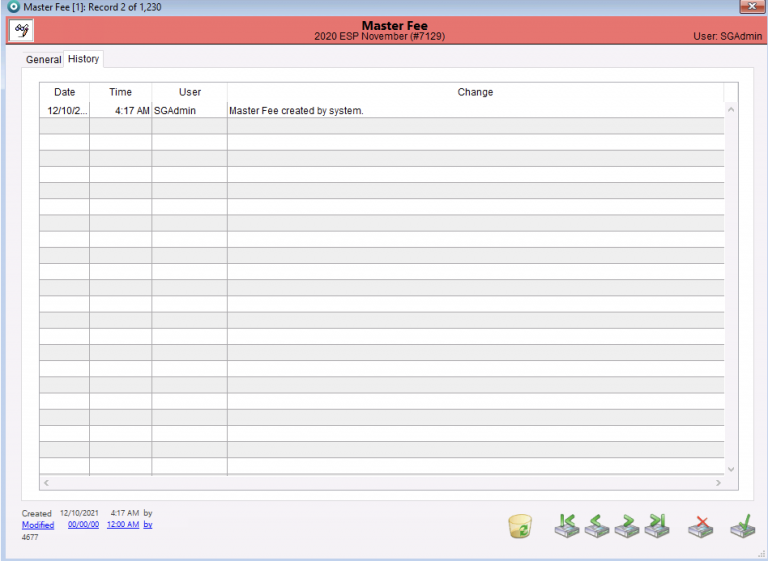 Master Fee [1]: Record 2 of 1,230
Master Fee
2020 ESP November (#7129)
User: SGAdmin
General History
Date Time User Change
12/10/2... 4:17 AM SGAdmin Master Fee created by system.
Created 12/10/2021 4:17 AM by
Modified 00/00/00 12:00 AM by
4677